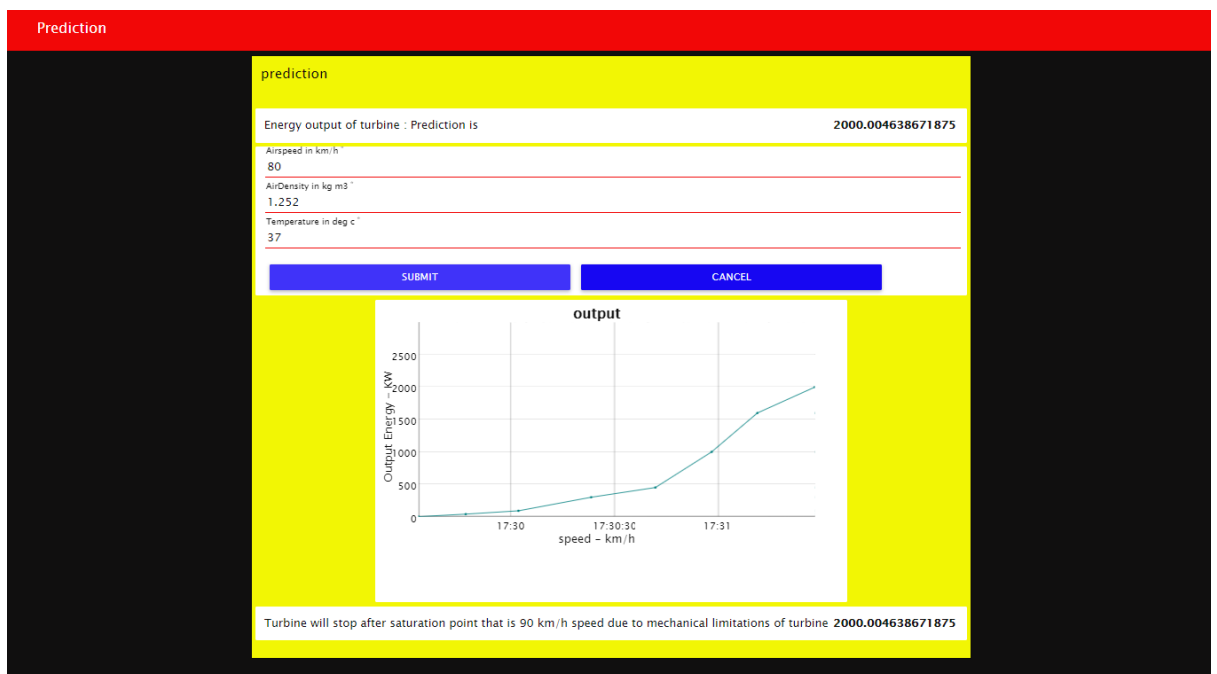 Prediction
prediction
Energy output of turbine : Prediction is 2000.004638671875
Airspeed in km/h *
80
AirDensity in kg m3 *
1.252
Temperature in deg c *
37
SUBMIT CANCEL
output
Output Energy - KW
2500
2000
1500
1000
500
0
17:30 17:30:30 17:31
speed - km/h
Turbine will stop after saturation point that is 90 km/h speed due to mechanical limitations of turbine 2000.004638671875